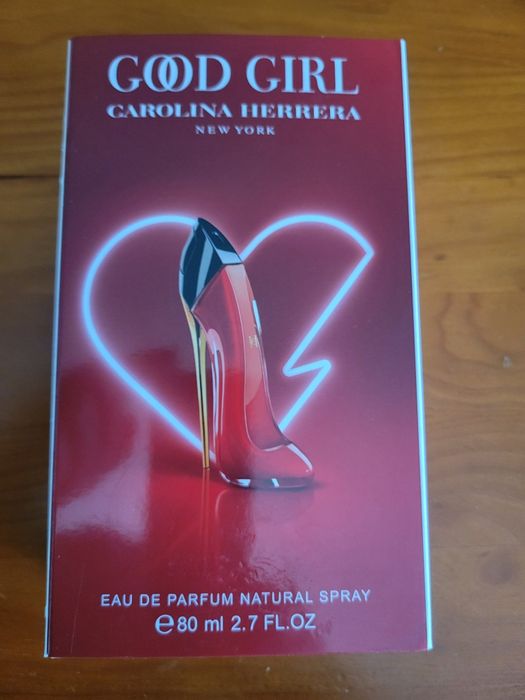 GOOD GIRL
CAROLINA HERRERA
NEW YORK
EAU DE PARFUM NATURAL SPRAY
℮80 ml 2.7 FL.OZ